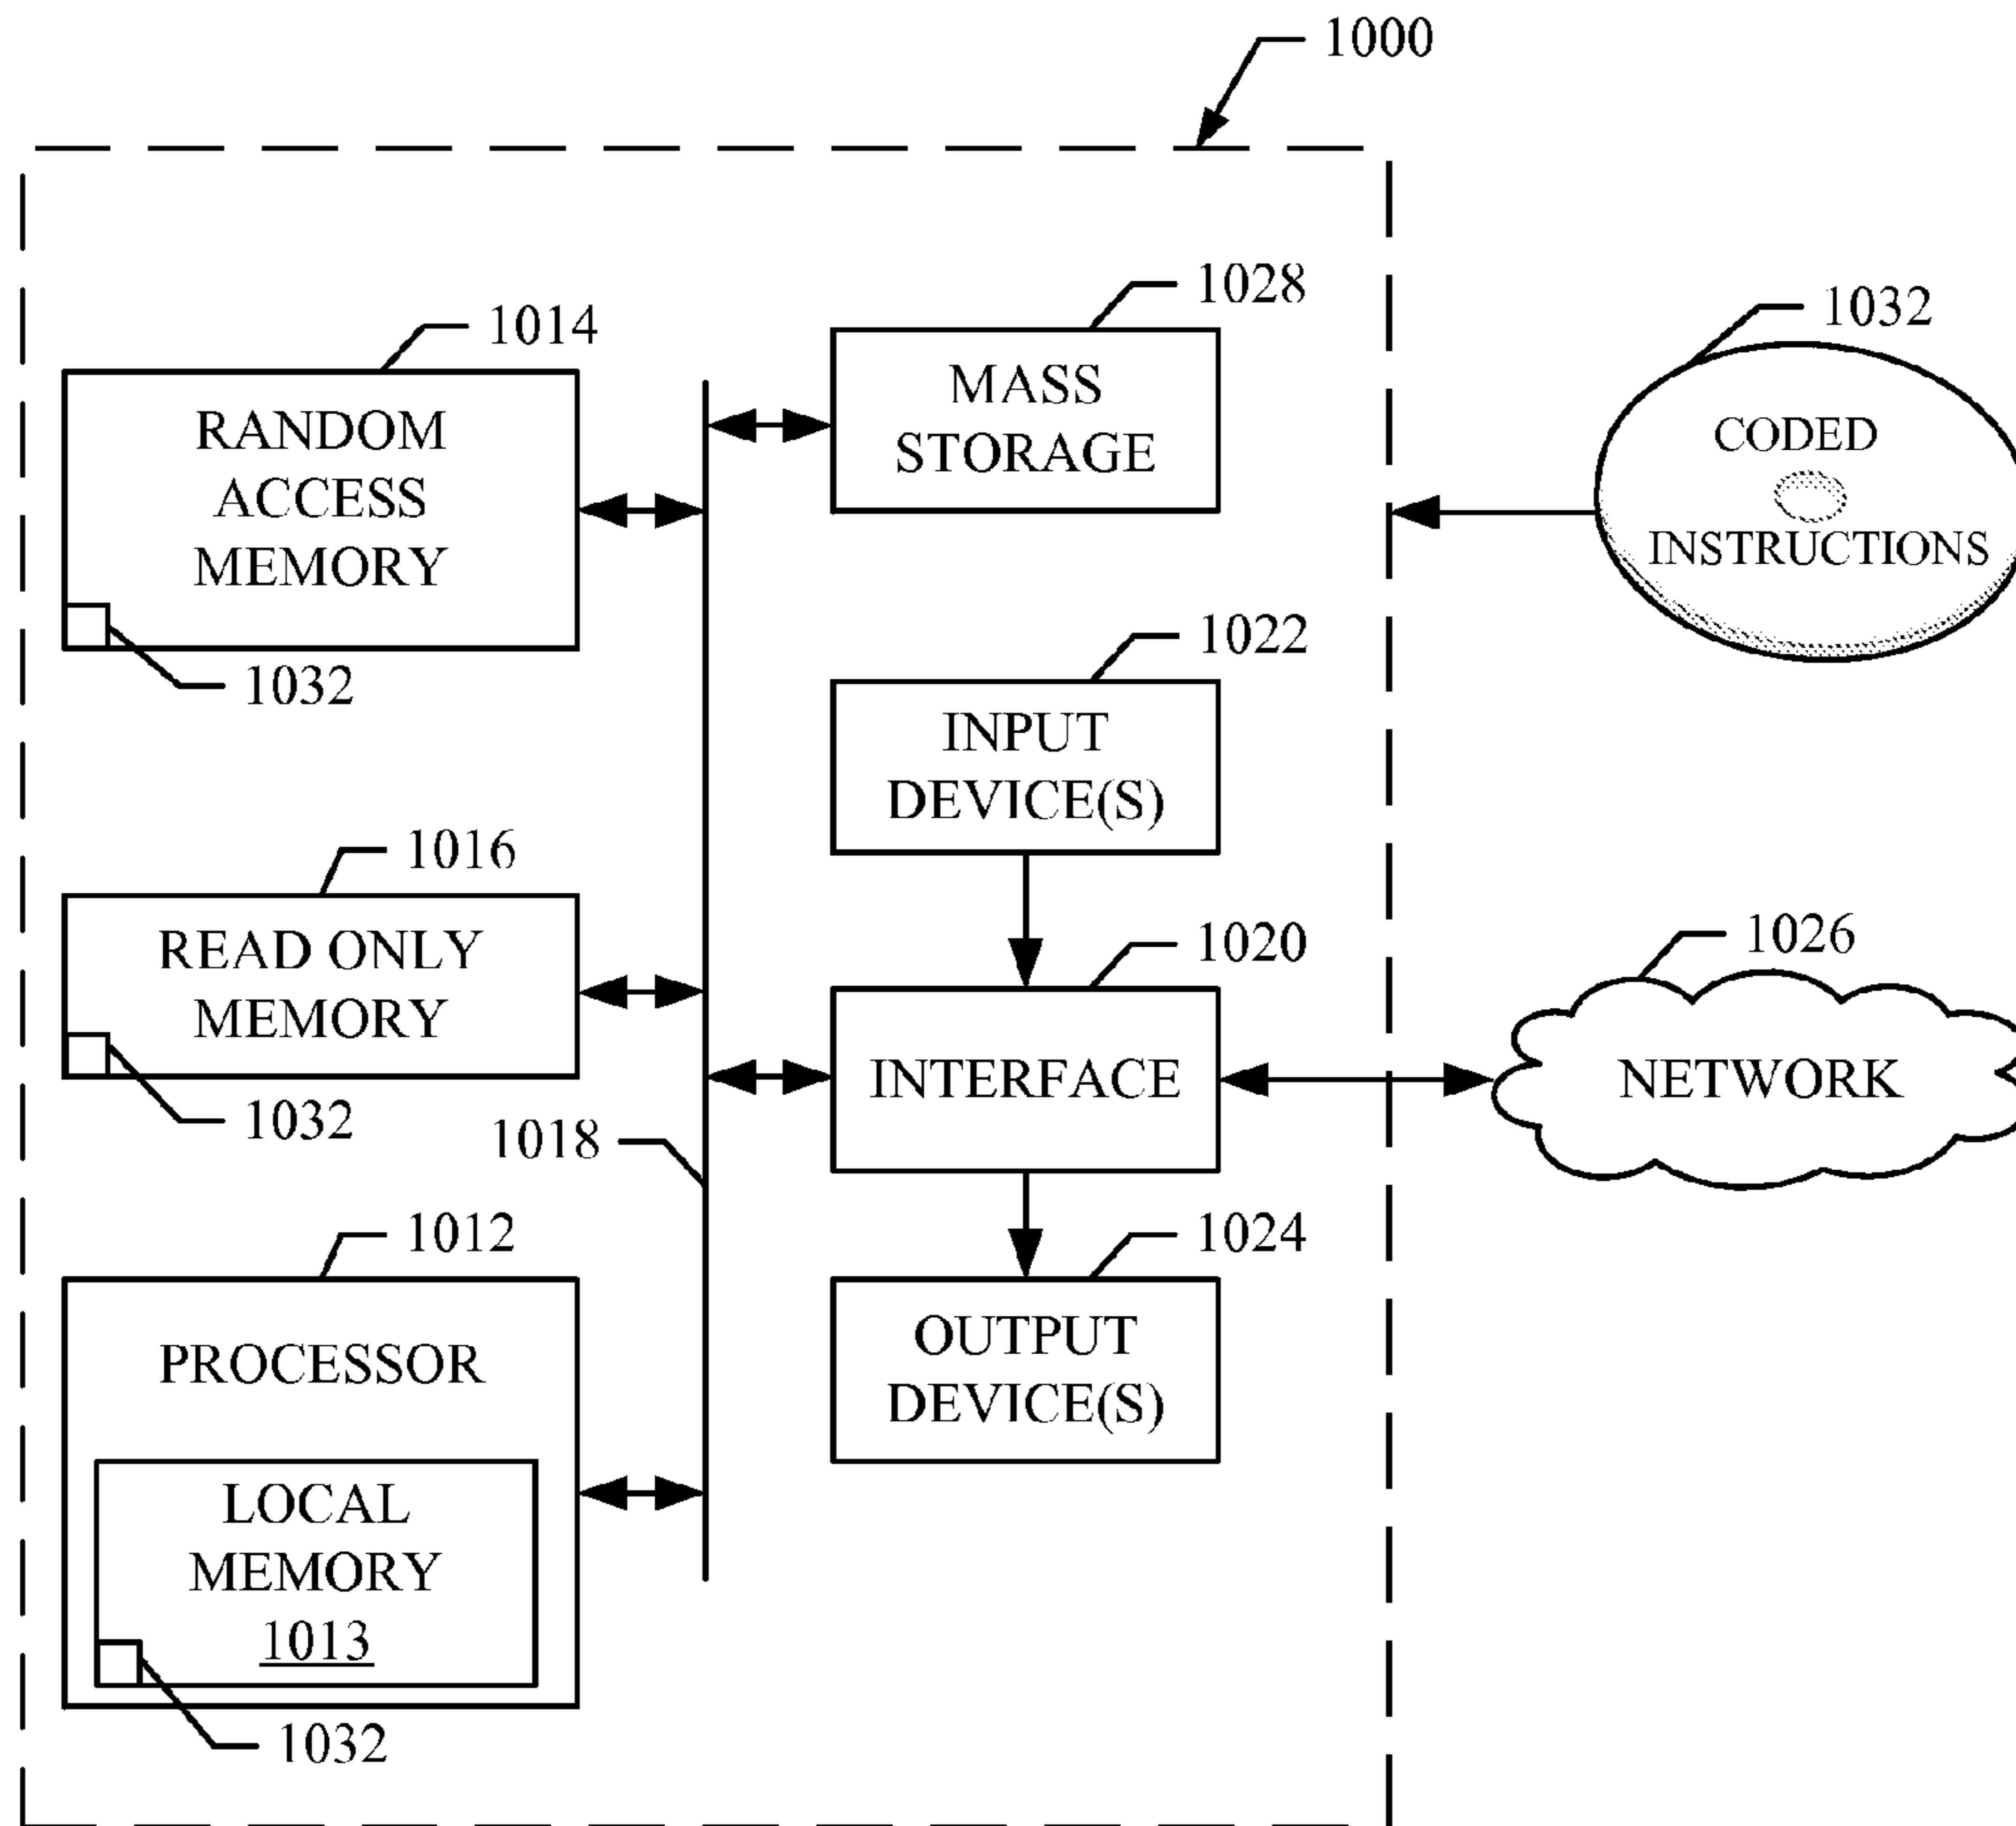 1000
1028
MASS
STORAGE
1014
RANDOM
ACCESS
MEMORY
1032
1032
CODED
INSTRUCTIONS
1022
INPUT
DEVICE(S)
1016
READ ONLY
MEMORY
1032
1018
1020
INTERFACE
1026
NETWORK
1012
PROCESSOR
LOCAL
MEMORY
1013
1032
1024
OUTPUT
DEVICE(S)